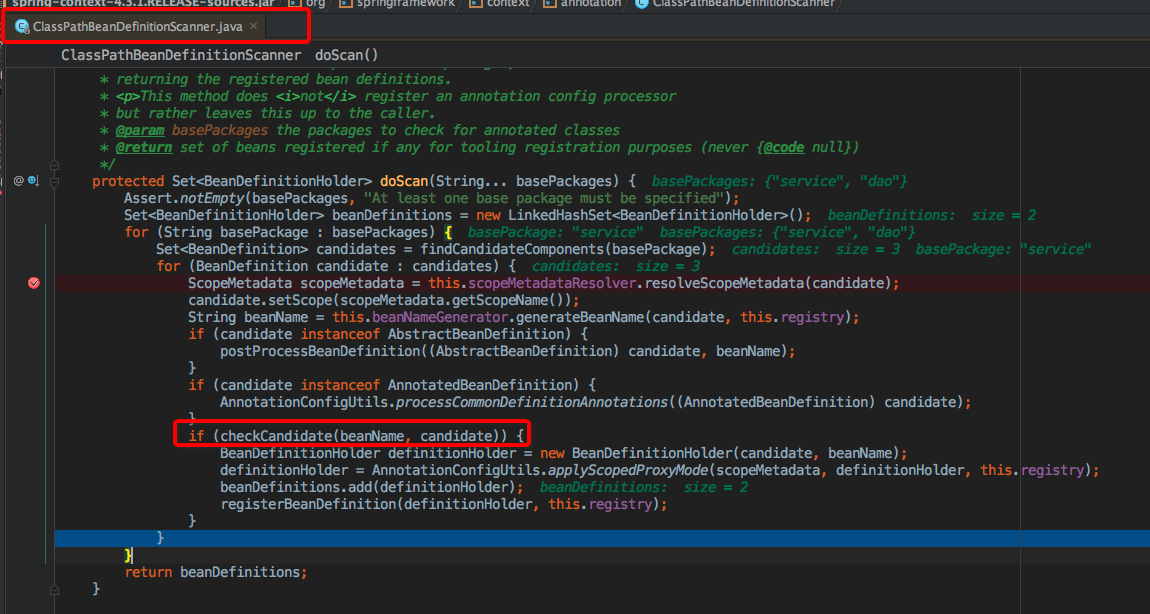 spring-context-4.3.1.RELEASE-sources.jar org springframework context annotation ClassPathBeanDefinitionScanner
ClassPathBeanDefinitionScanner.java ×
ClassPathBeanDefinitionScanner doScan()
* returning the registered bean definitions.
* <p>This method does <i>not</i> register an annotation config processor
* but rather leaves this up to the caller.
* @param basePackages the packages to check for annotated classes
* @return set of beans registered if any for tooling registration purposes (never {@code null})
*/
protected Set<BeanDefinitionHolder> doScan(String... basePackages) { basePackages: {"service", "dao"}
Assert.notEmpty(basePackages, "At least one base package must be specified");
Set<BeanDefinitionHolder> beanDefinitions = new LinkedHashSet<BeanDefinitionHolder>(); beanDefinitions: size = 2
for (String basePackage : basePackages) { basePackage: "service" basePackages: {"service", "dao"}
Set<BeanDefinition> candidates = findCandidateComponents(basePackage); candidates: size = 3 basePackage: "service"
for (BeanDefinition candidate : candidates) { candidates: size = 3
ScopeMetadata scopeMetadata = this.scopeMetadataResolver.resolveScopeMetadata(candidate);
candidate.setScope(scopeMetadata.getScopeName());
String beanName = this.beanNameGenerator.generateBeanName(candidate, this.registry);
if (candidate instanceof AbstractBeanDefinition) {
postProcessBeanDefinition((AbstractBeanDefinition) candidate, beanName);
}
if (candidate instanceof AnnotatedBeanDefinition) {
AnnotationConfigUtils.processCommonDefinitionAnnotations((AnnotatedBeanDefinition) candidate);
}
if (checkCandidate(beanName, candidate)) {
BeanDefinitionHolder definitionHolder = new BeanDefinitionHolder(candidate, beanName);
definitionHolder = AnnotationConfigUtils.applyScopedProxyMode(scopeMetadata, definitionHolder, this.registry);
beanDefinitions.add(definitionHolder); beanDefinitions: size = 2
registerBeanDefinition(definitionHolder, this.registry);
}
}
}
return beanDefinitions;
}